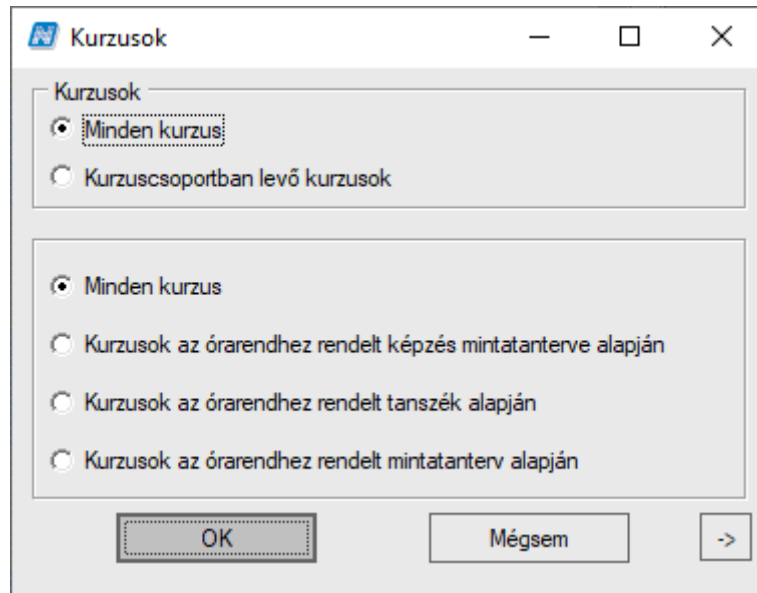 Kurzusok
Kurzusok
Minden kurzus
Kurzuscsoportban levő kurzusok
Minden kurzus
Kurzusok az órarendhez rendelt képzés mintatanterve alapján
Kurzusok az órarendhez rendelt tanszék alapján
Kurzusok az órarendhez rendelt mintatanterv alapján
OK Mégsem ->